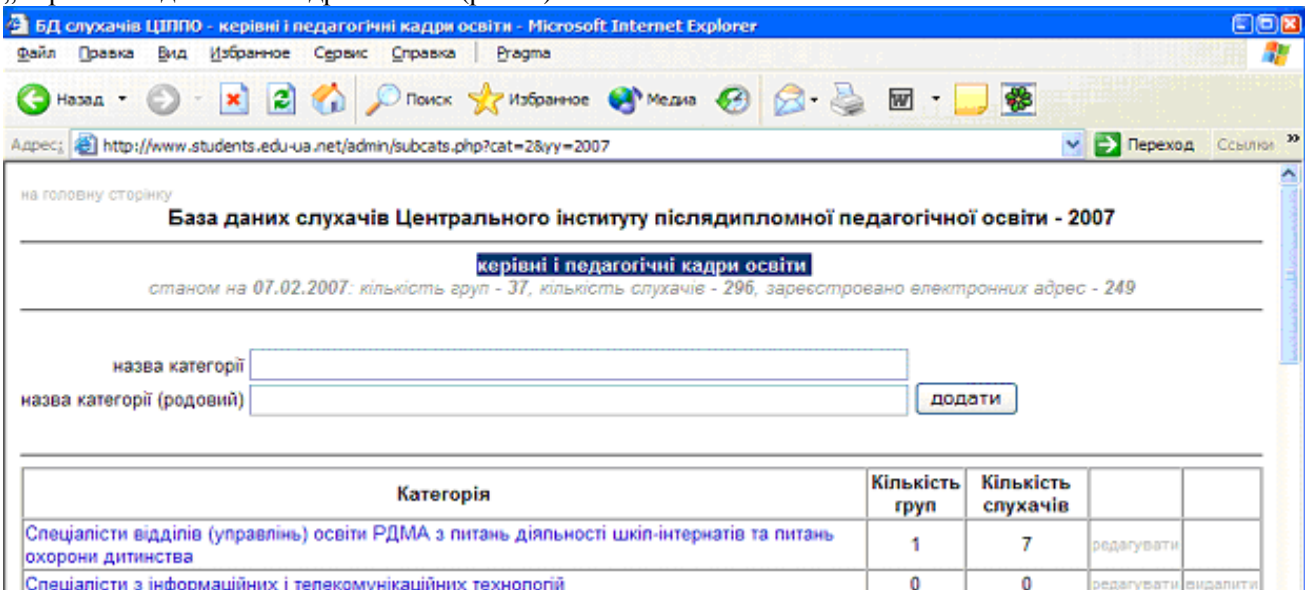 БД слухачів ЦІППО - керівні і педагогічні кадри освіти - Microsoft Internet Explorer
Файл Правка Вид Избранное Сервис Справка Pragma
Назад Поиск Избранное Медиа
Адрес: http://www.students.edu-ua.net/admin/subcats.php?cat=2&yy=2007 Переход Ссылки »
на головну сторінку
База даних слухачів Центрального інституту післядипломної педагогічної освіти - 2007
керівні і педагогічні кадри освіти
станом на 07.02.2007: кількість груп - 37, кількість слухачів - 296, зареєстровано електронних адрес - 249
назва категорії
назва категорії (родовий) додати
Категорія Кількість груп Кількість слухачів
Спеціалісти відділів (управлінь) освіти РДМА з питань діяльності шкіл-інтернатів та питань
охорони дитинства 1 7 редагувати
Спеціалісти з інформаційних і телекомунікаційних технологій 0 0 редагувати видалити